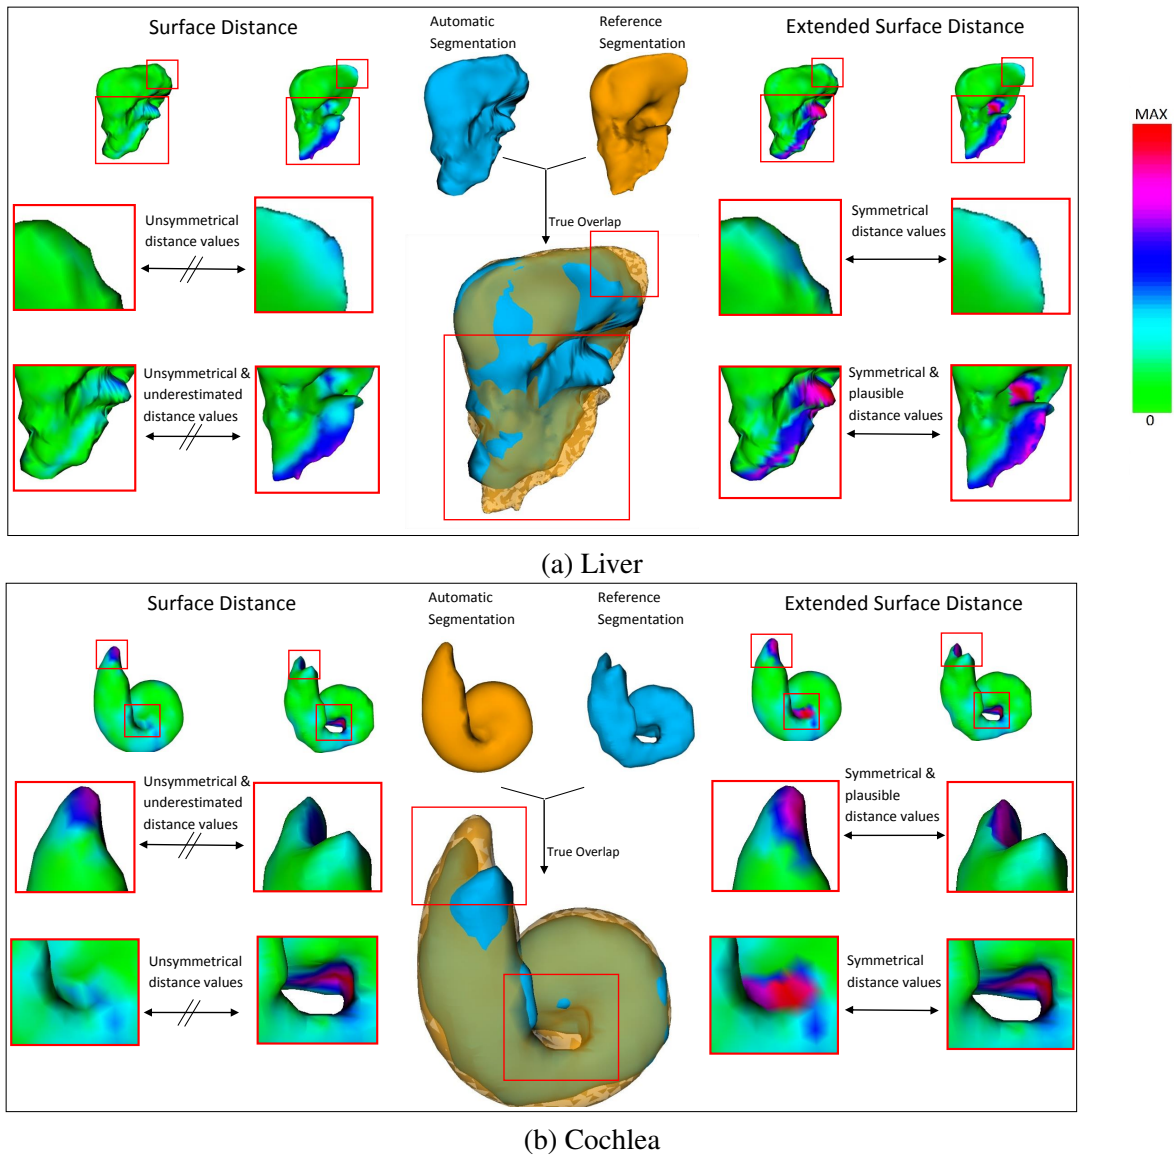 Surface Distance
Automatic
Segmentation
Reference
Segmentation
Extended Surface Distance
MAX
0
Unsymmetrical
distance values
True Overlap
Symmetrical
distance values
Unsymmetrical &
underestimated
distance values
Symmetrical &
plausible
distance values
(a) Liver
Surface Distance
Automatic
Segmentation
Reference
Segmentation
Extended Surface Distance
Unsymmetrical &
underestimated
distance values
True Overlap
Symmetrical &
plausible
distance values
Unsymmetrical
distance values
Symmetrical
distance values
(b) Cochlea